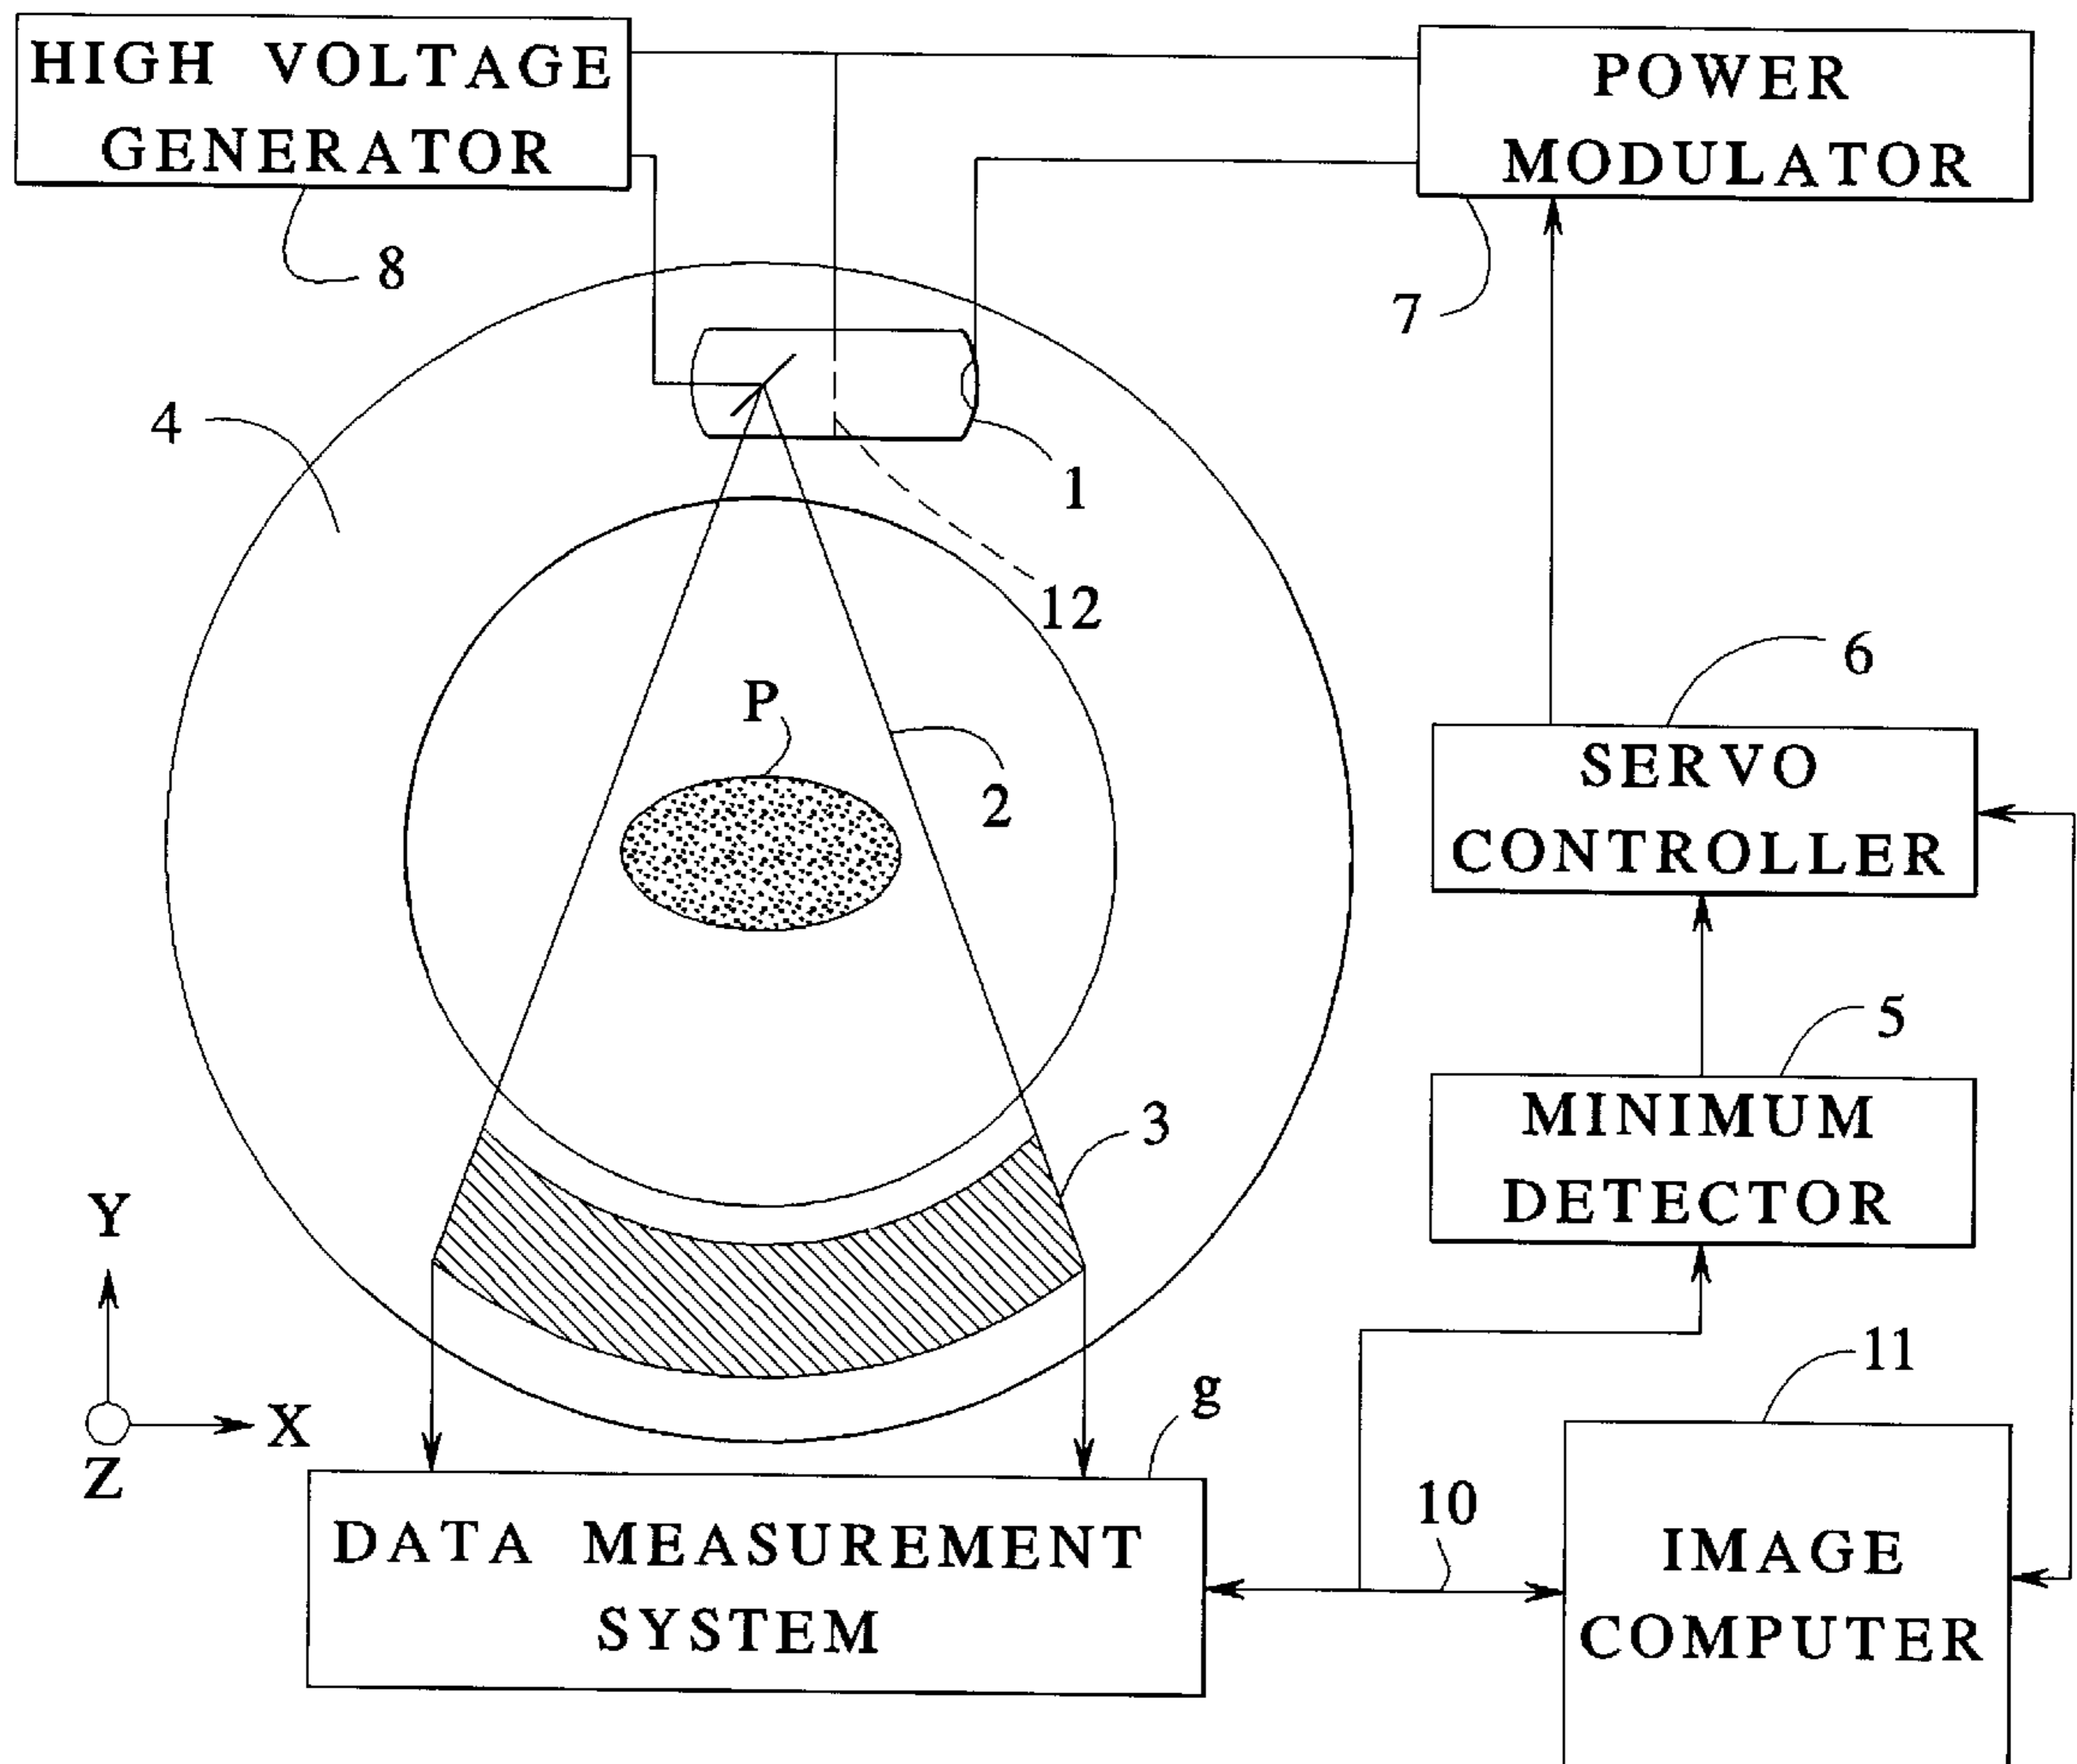 HIGH VOLTAGE
GENERATOR
POWER
MODULATOR
8
7
4
1
12
6
P
SERVO
CONTROLLER
2
5
MINIMUM
DETECTOR
3
Y
X
Z
11
g
10
DATA MEASUREMENT
SYSTEM
IMAGE
COMPUTER